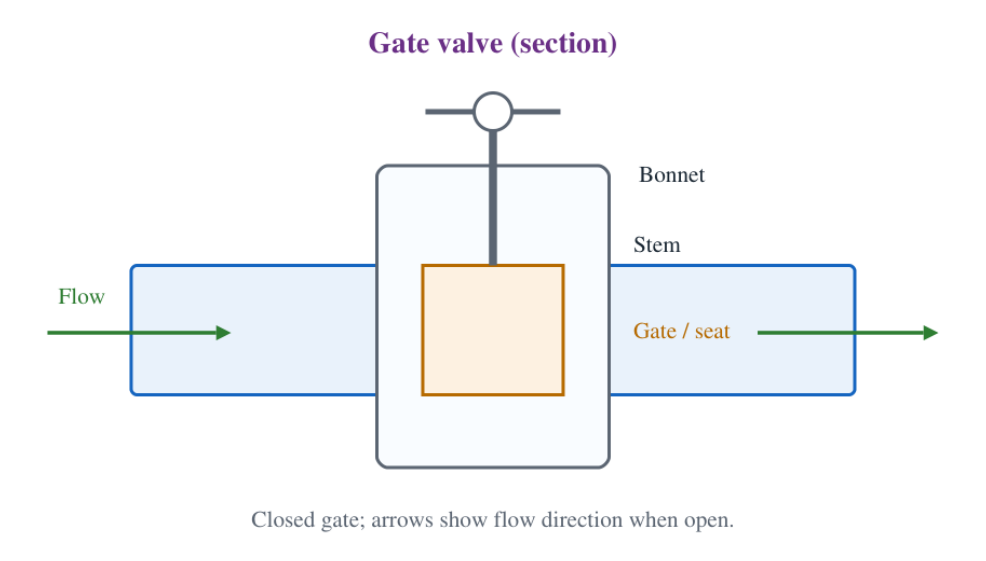 Gate valve (section)
Bonnet
Stem
Flow
Gate / seat
Closed gate; arrows show flow direction when open.